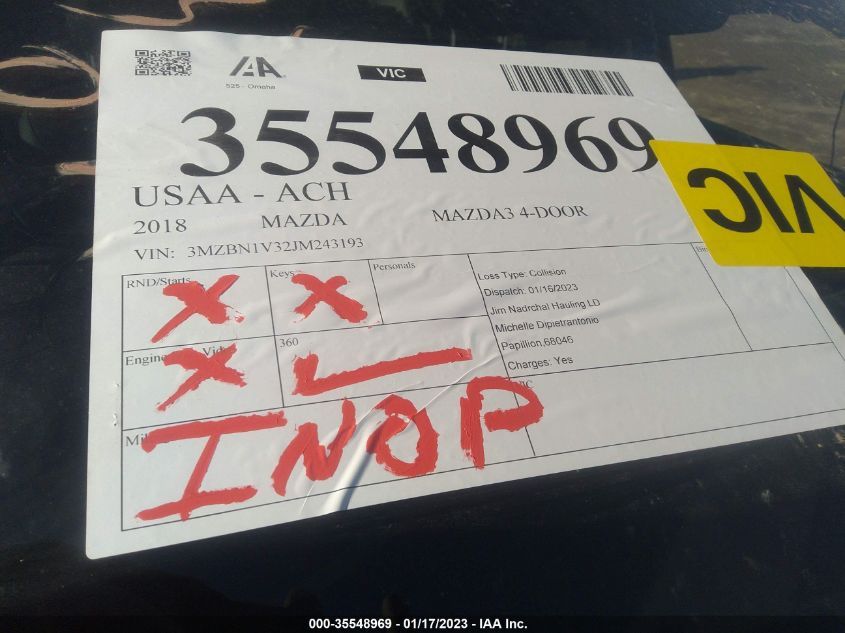 IAA
525 - Omaha
VIC
35548969
VIC
USAA - ACH
2018 MAZDA MAZDA3 4-DOOR
VIN: 3MZBN1V32JM243193
RND/Starts
X
Keys
X
Personals
Loss Type: Collision
Dispatch: 01/16/2023
Jim Nadrchal Hauling LD
Michelle Dipietrantonio
Papillion,68046
Charges: Yes
X
360
INOP
000-35548969 - 01/17/2023 - IAA Inc.